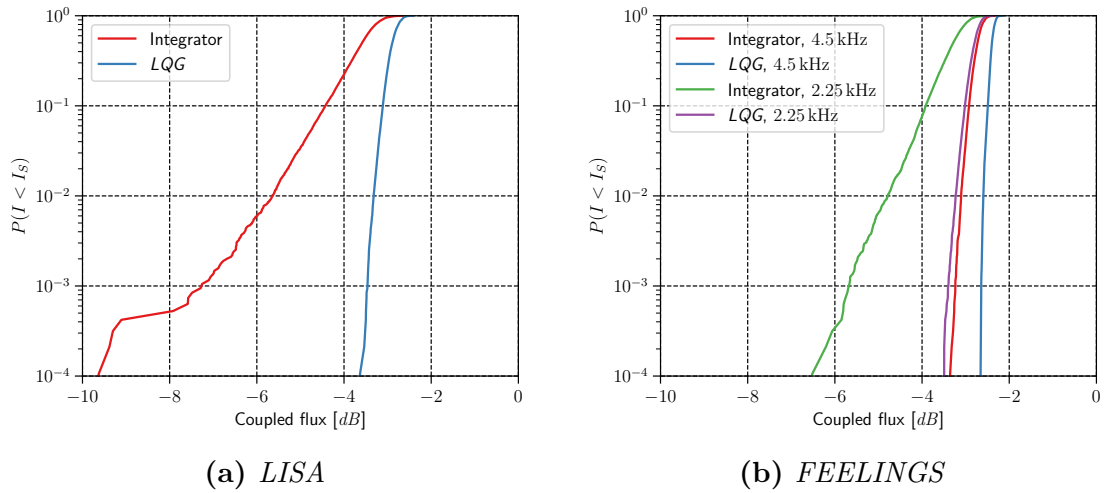 Integrator
LQG
10^0
10^{-1}
10^{-2}
10^{-3}
10^{-4}
P(I < I_S)
−10
−8
−6
−4
−2
0
Coupled flux [dB]
(a) LISA
Integrator, 4.5 kHz
LQG, 4.5 kHz
Integrator, 2.25 kHz
LQG, 2.25 kHz
10^0
10^{-1}
10^{-2}
10^{-3}
10^{-4}
P(I < I_S)
−10
−8
−6
−4
−2
0
Coupled flux [dB]
(b) FEELINGS